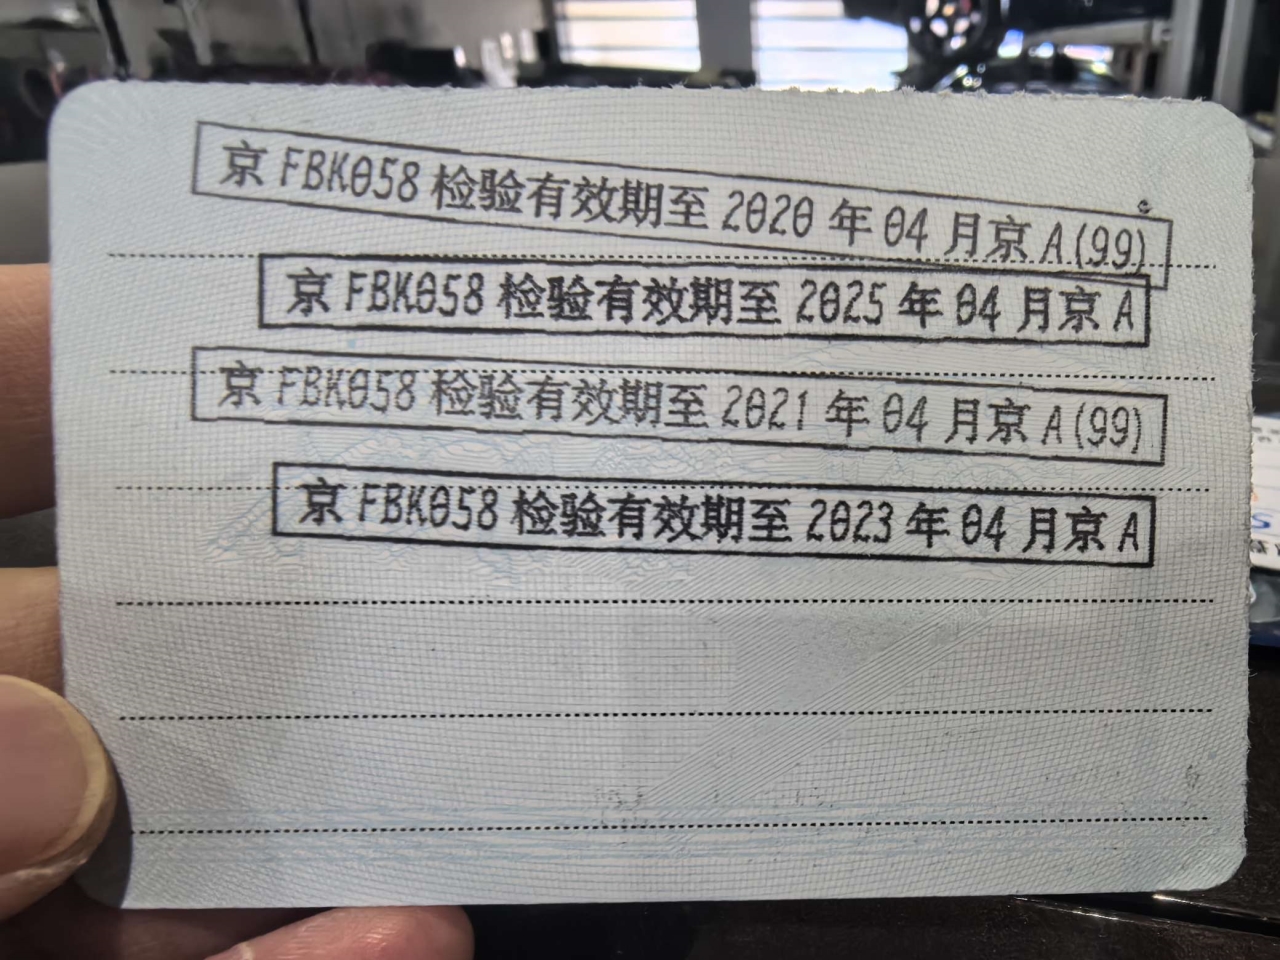 京 FBK058 检验有效期至 2020 年 04 月京 A(99)
京 FBK058 检验有效期至 2025 年 04 月京 A
京 FBK058 检验有效期至 2021 年 04 月京 A(99)
京 FBK058 检验有效期至 2023 年 04 月京 A